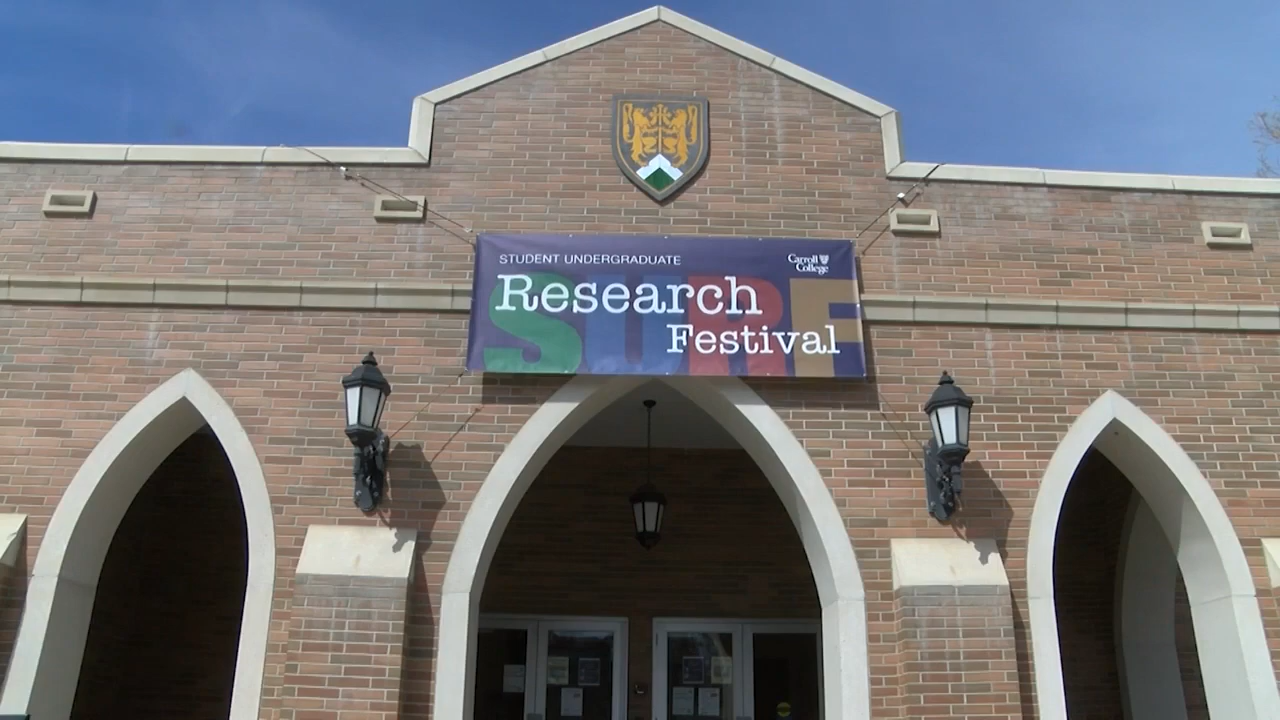 STUDENT UNDERGRADUATE
Carroll
College
Research
Festival
SURF